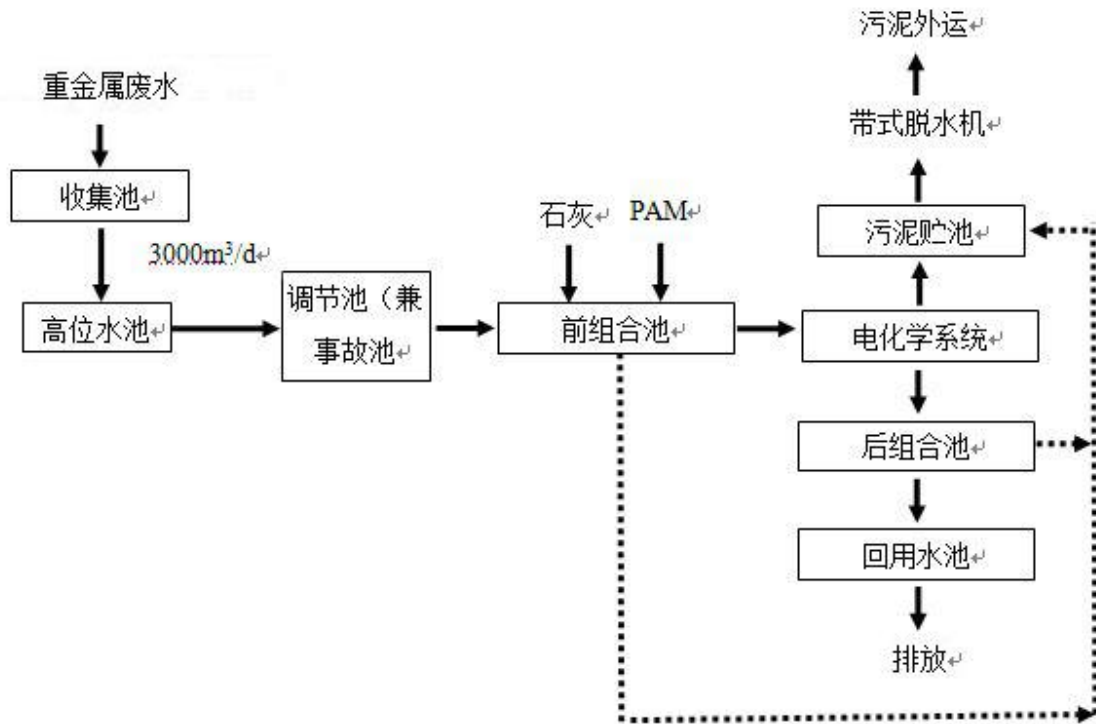 污泥外运
重金属废水
带式脱水机
收集池
石灰
PAM
污泥贮池
3000m³/d
调节池（兼
事故池
高位水池
前组合池
电化学系统
后组合池
回用水池
排放